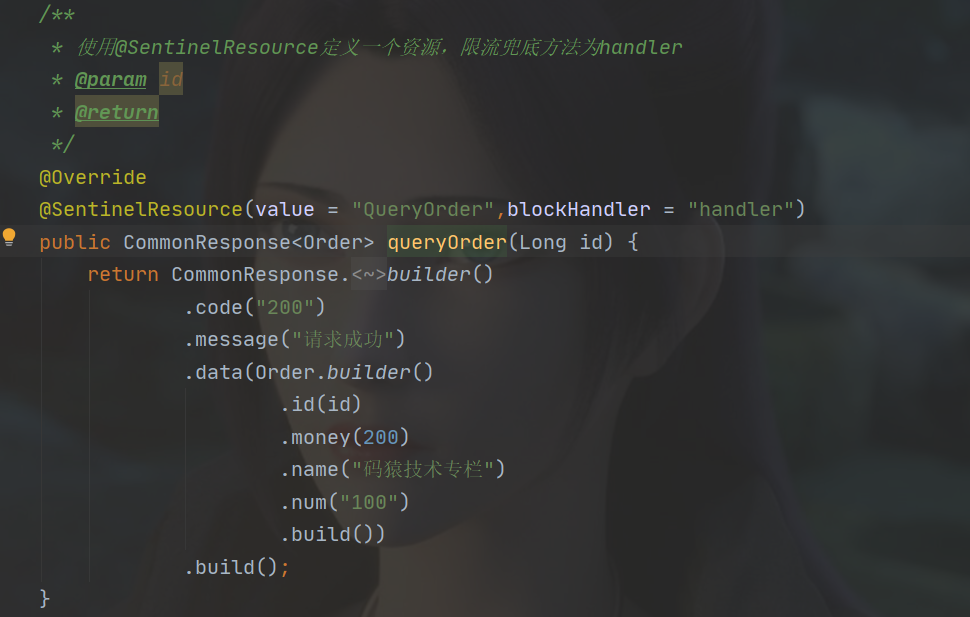 /**
 * 使用@SentinelResource定义一个资源，限流兜底方法为handler
 * @param id
 * @return
 */
@Override
@SentinelResource(value = "QueryOrder",blockHandler = "handler")
public CommonResponse<Order> queryOrder(Long id) {
    return CommonResponse.<~>builder()
            .code("200")
            .message("请求成功")
            .data(Order.builder()
                    .id(id)
                    .money(200)
                    .name("码猿技术专栏")
                    .num("100")
                    .build())
            .build();
}